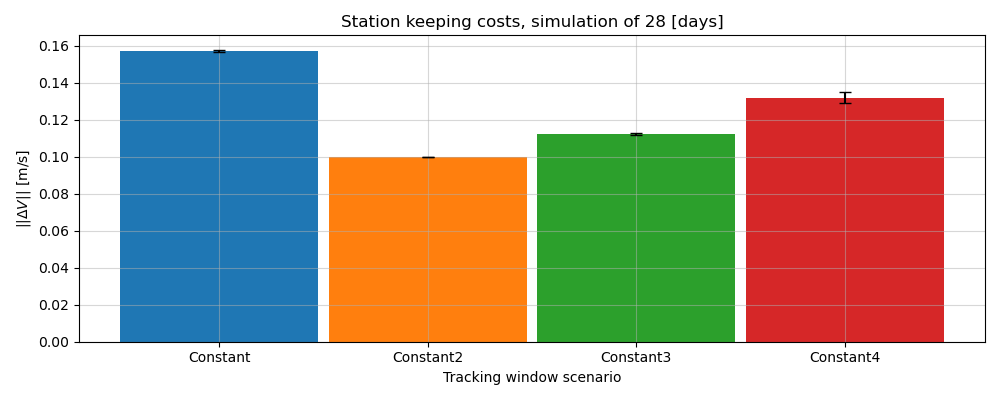 Station keeping costs, simulation of 28 [days]
||ΔV|| [m/s]
0.16
0.14
0.12
0.10
0.08
0.06
0.04
0.02
0.00
Constant Constant2 Constant3 Constant4
Tracking window scenario